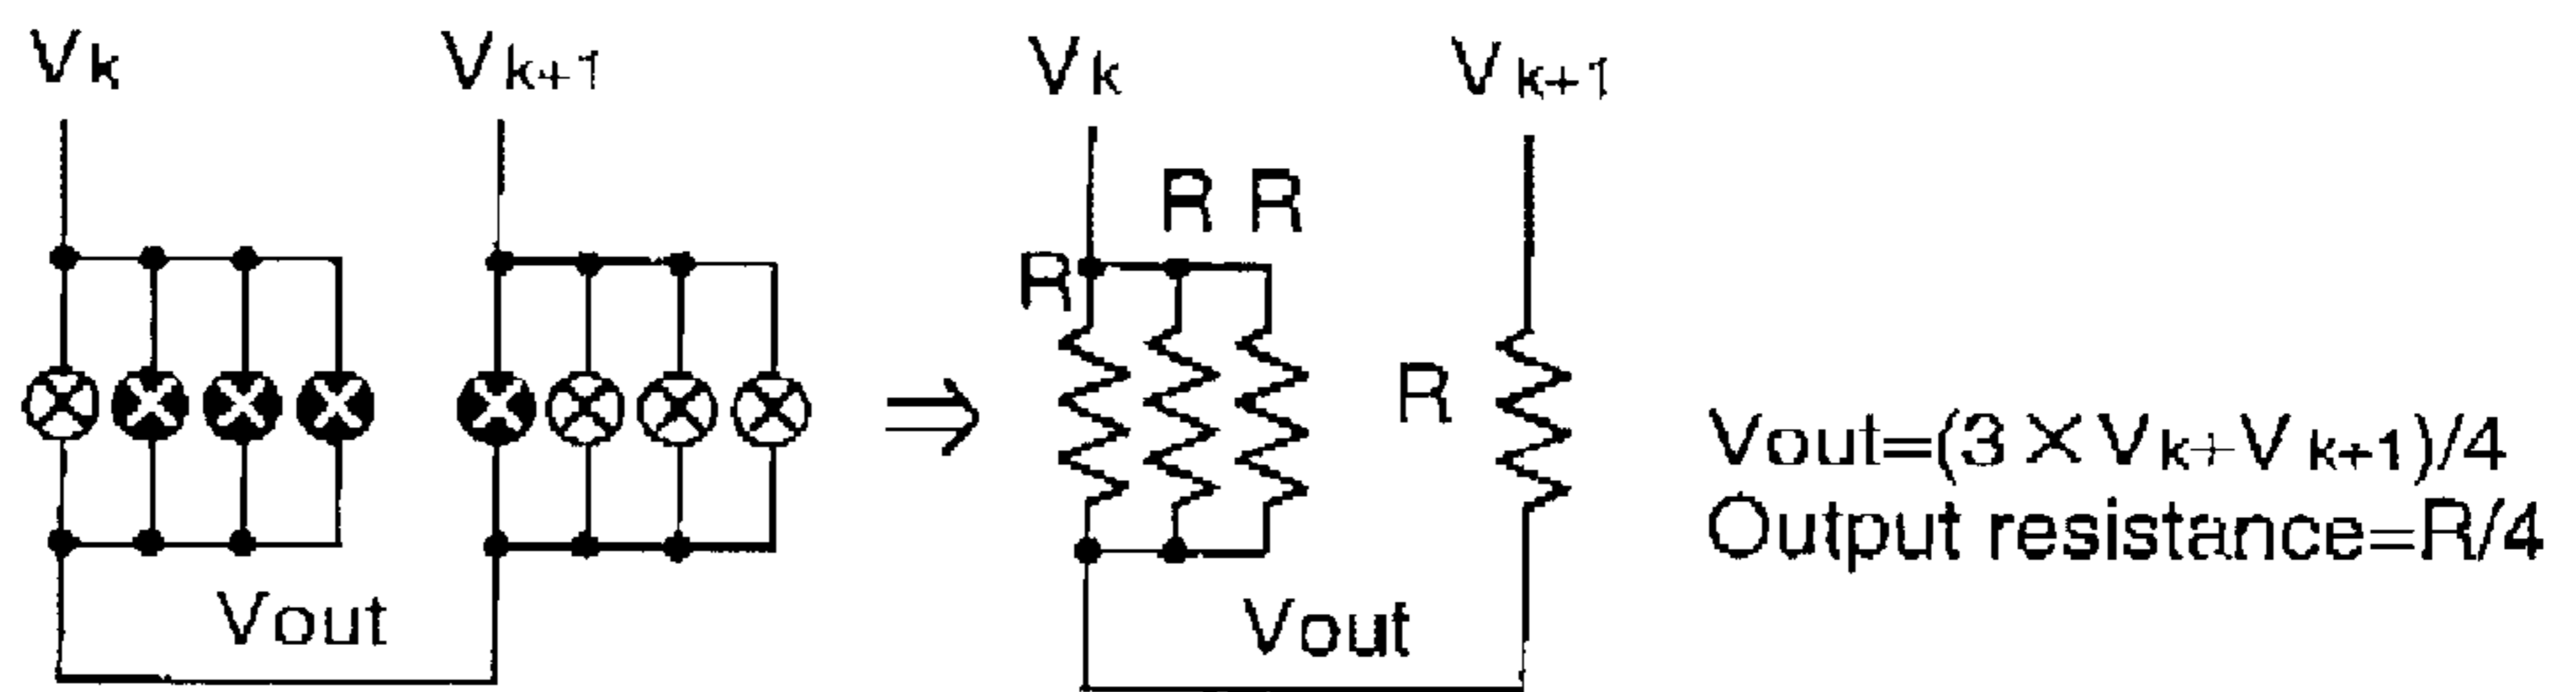 Vk Vk+1 Vk Vk+1
R R
R
R
Vout=(3×Vk+Vk+1)/4
Output resistance=R/4
Vout Vout